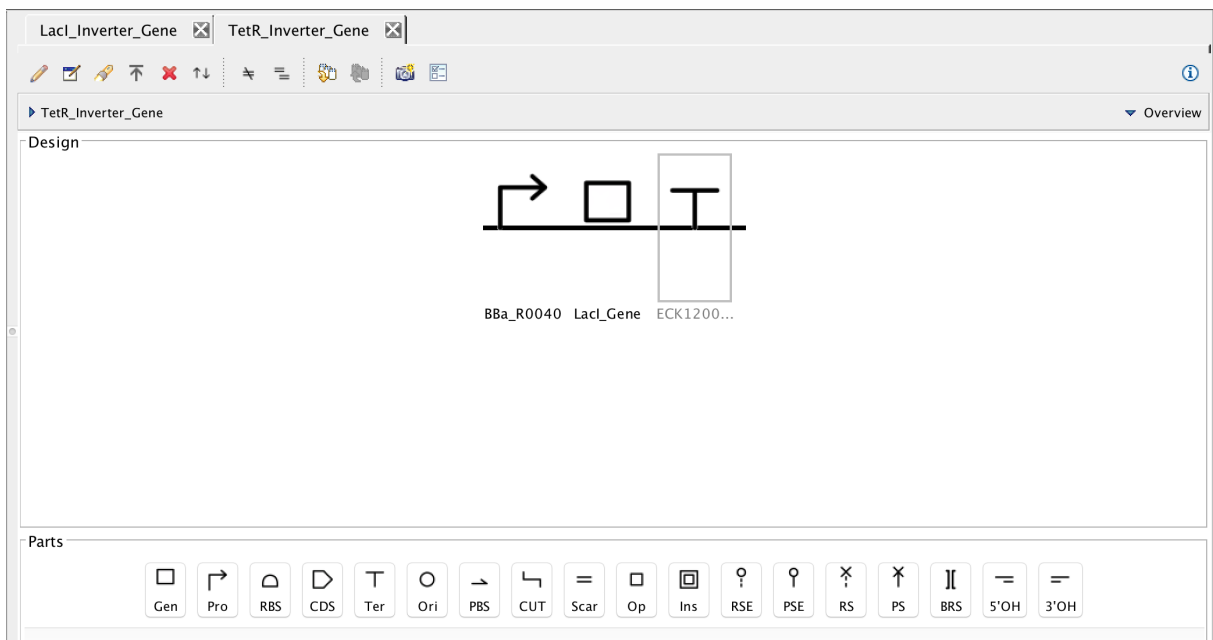 LacI_Inverter_Gene TetR_Inverter_Gene
TetR_Inverter_Gene Overview
Design
BBa_R0040 LacI_Gene ECK1200...
Parts
Gen Pro RBS CDS Ter Ori PBS CUT Scar Op Ins RSE PSE RS PS BRS 5'OH 3'OH